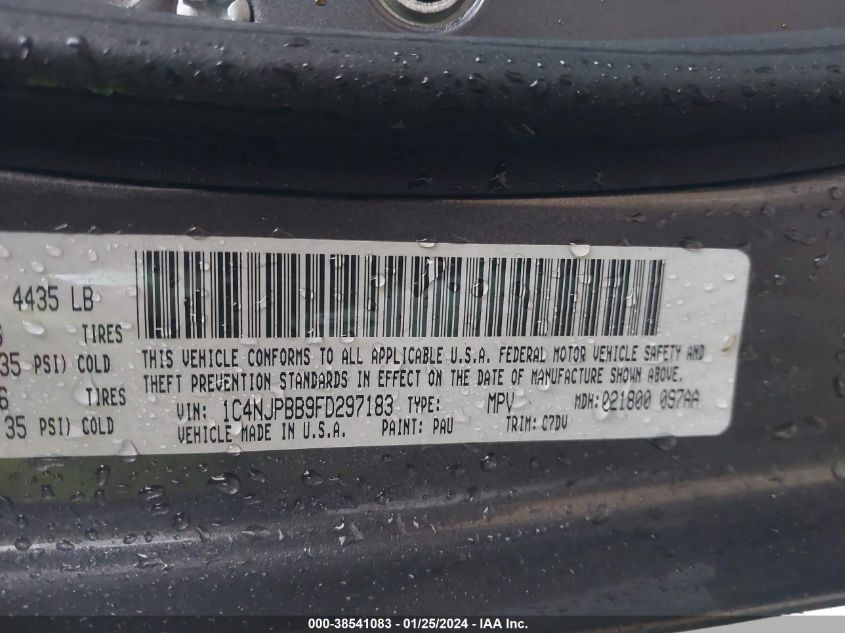 4435 LB
TIRES
35 PSI) COLD
TIRES
35 PSI) COLD
THIS VEHICLE CONFORMS TO ALL APPLICABLE U.S.A. FEDERAL MOTOR VEHICLE SAFETY AND
THEFT PREVENTION STANDARDS IN EFFECT ON THE DATE OF MANUFACTURE SHOWN ABOVE.
VIN: 1C4NJPBB9FD297183 TYPE: MPV MDH: 021800 097AA
VEHICLE MADE IN U.S.A. PAINT: PAU TRIM: C7DV
000-38541083 - 01/25/2024 - IAA Inc.